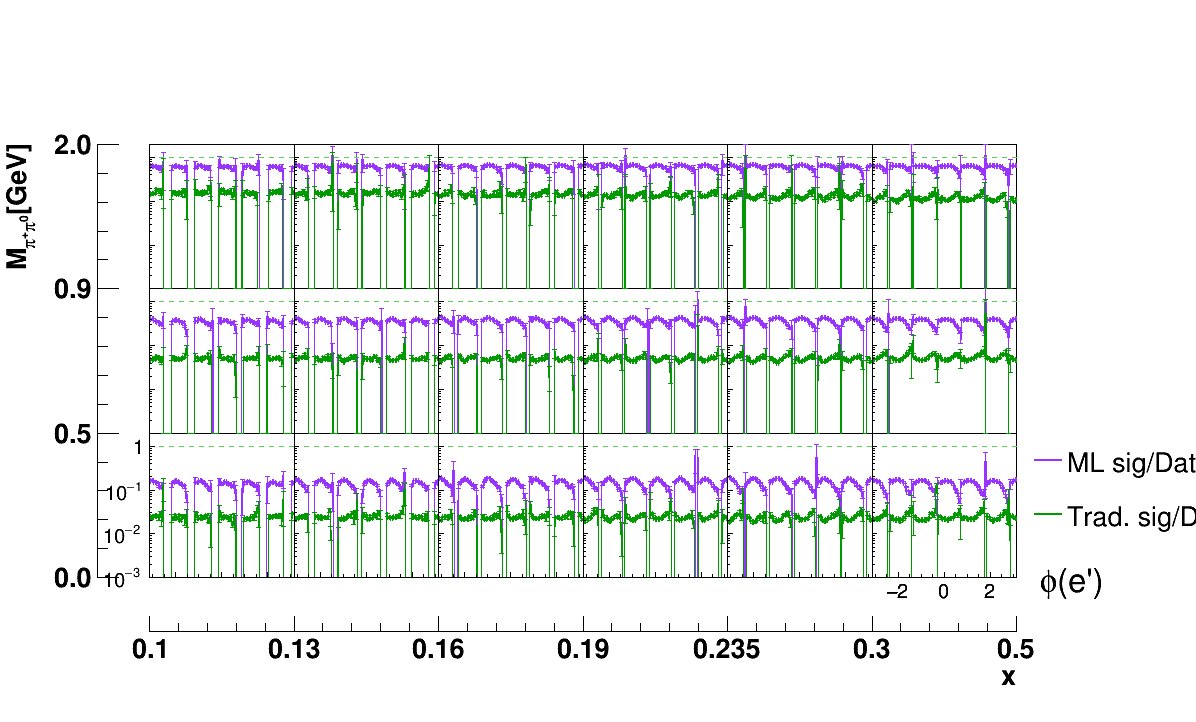 2.0
M π⁺π⁰ [GeV]
0.9
0.5
1
10⁻¹
ML sig/Dat
10⁻²
Trad. sig/D
0.0
10⁻³
−2 0 2
ϕ(e')
0.1 0.13 0.16 0.19 0.235 0.3 0.5
x